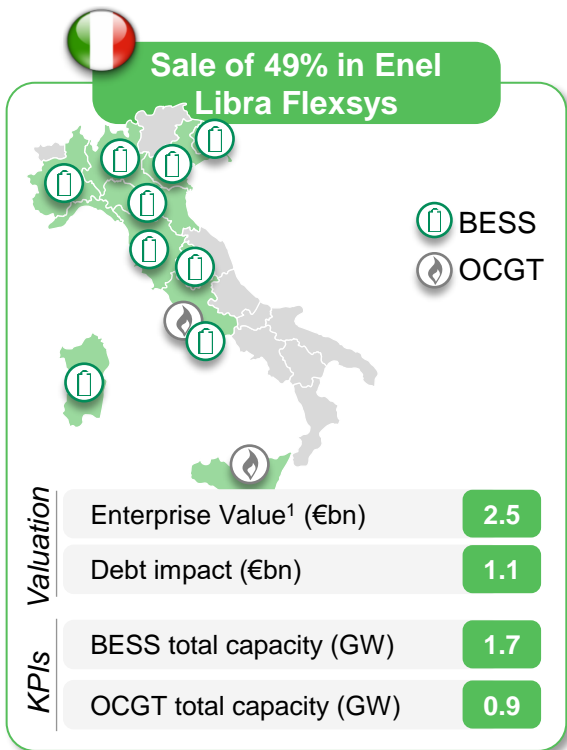 Sale of 49% in Enel
Libra Flexsys
BESS
OCGT
Valuation
Enterprise Value¹ (€bn) 2.5
Debt impact (€bn) 1.1
KPIs
BESS total capacity (GW) 1.7
OCGT total capacity (GW) 0.9